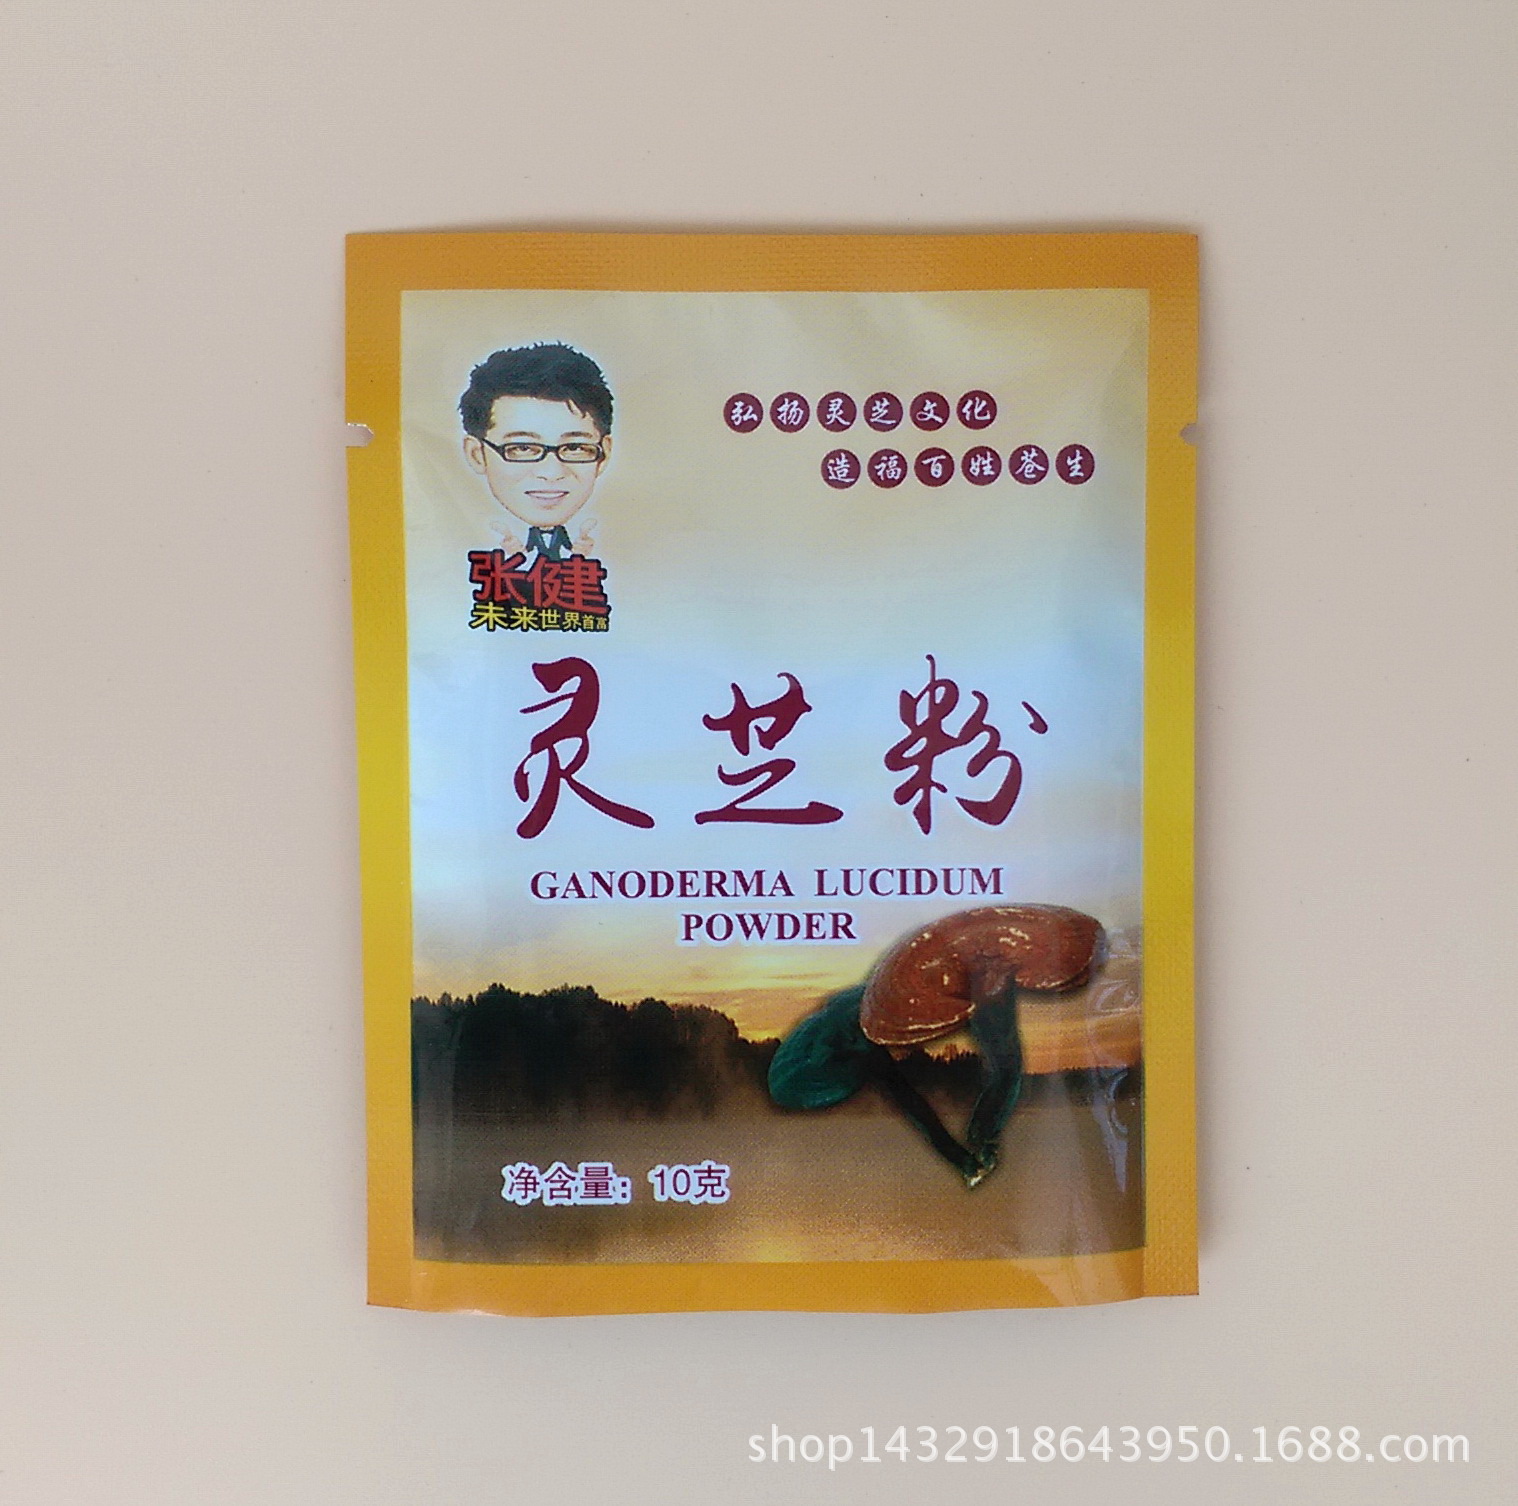 弘扬灵芝文化
造福百姓苍生
张健
未来世界首富
灵芝粉
GANODERMA LUCIDUM
POWDER
净含量：10克
shop1432918643950.1688.com